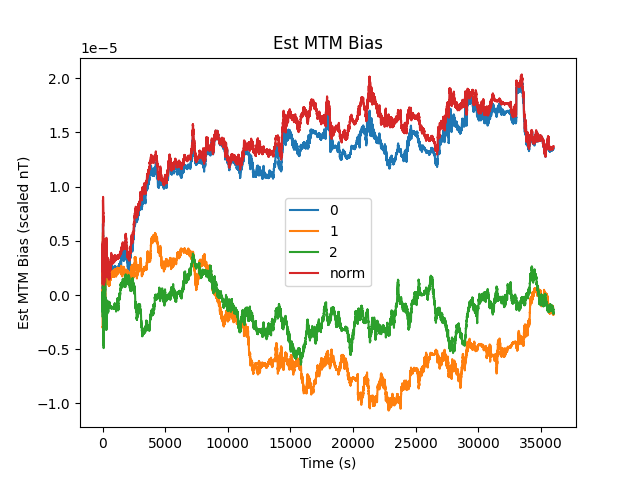 Est MTM Bias
1e−5
2.0
1.5
1.0
0.5
0.0
−0.5
−1.0
Est MTM Bias (scaled nT)
0
1
2
norm
0 5000 10000 15000 20000 25000 30000 35000
Time (s)